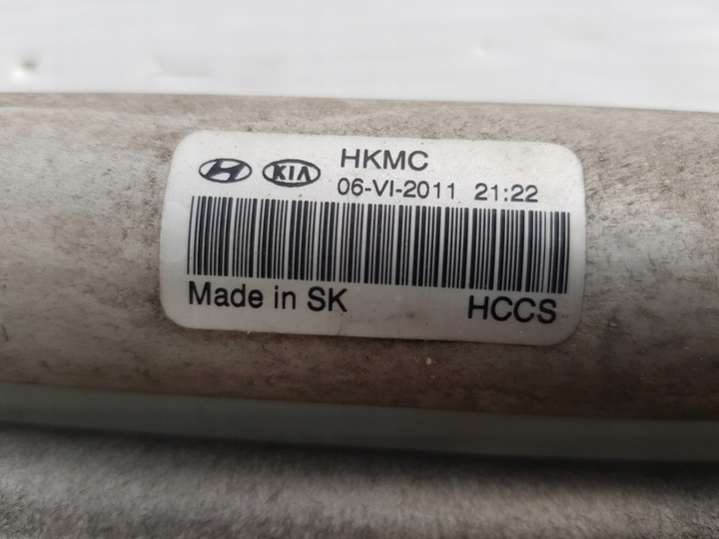 KIA HKMC
06-VI-2011 21:22
Made in SK HCCS